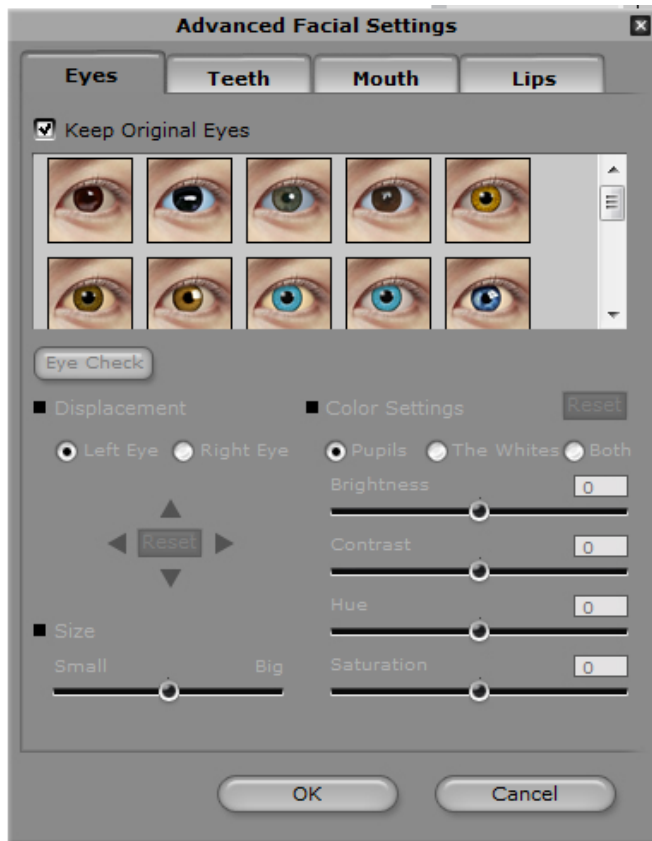 Advanced Facial Settings
Eyes Teeth Mouth Lips
Keep Original Eyes
Eye Check
Displacement
Left Eye Right Eye
Reset
Size
Small Big
Color Settings Reset
Pupils The Whites Both
Brightness 0
Contrast 0
Hue 0
Saturation 0
OK Cancel